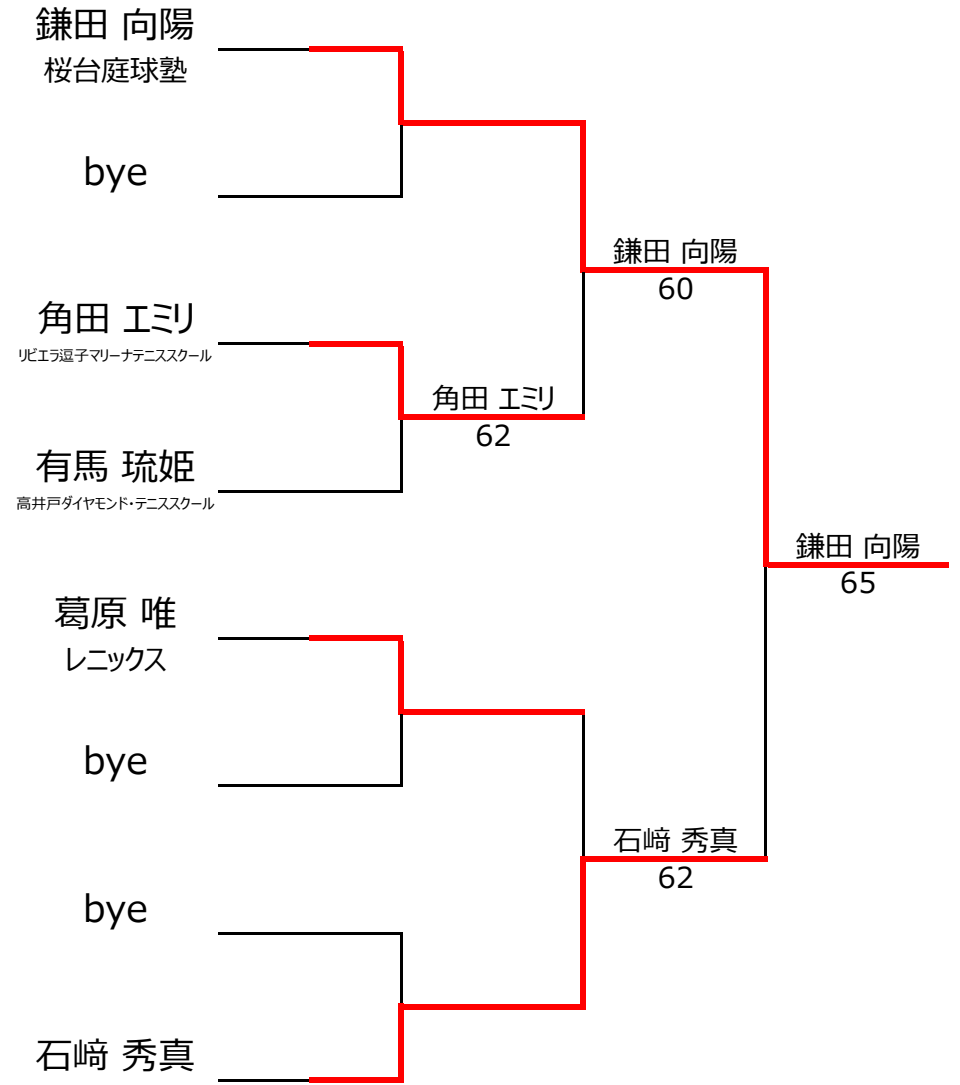 鎌田 向陽
桜台庭球塾
bye
鎌田 向陽
60
角田 エミリ
リビエラ逗子マリーナテニススクール
角田 エミリ
62
有馬 琉姫
高井戸ダイヤモンド・テニススクール
鎌田 向陽
65
葛原 唯
レニックス
bye
石﨑 秀真
62
bye
石﨑 秀真